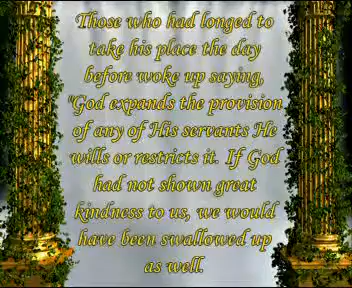 Those who had longed to
take his place the day
before woke up saying,
"God expands the provision
of any of His servants He
wills or restricts it. If God
had not shown great
kindness to us, we would
have been swallowed up
as well.